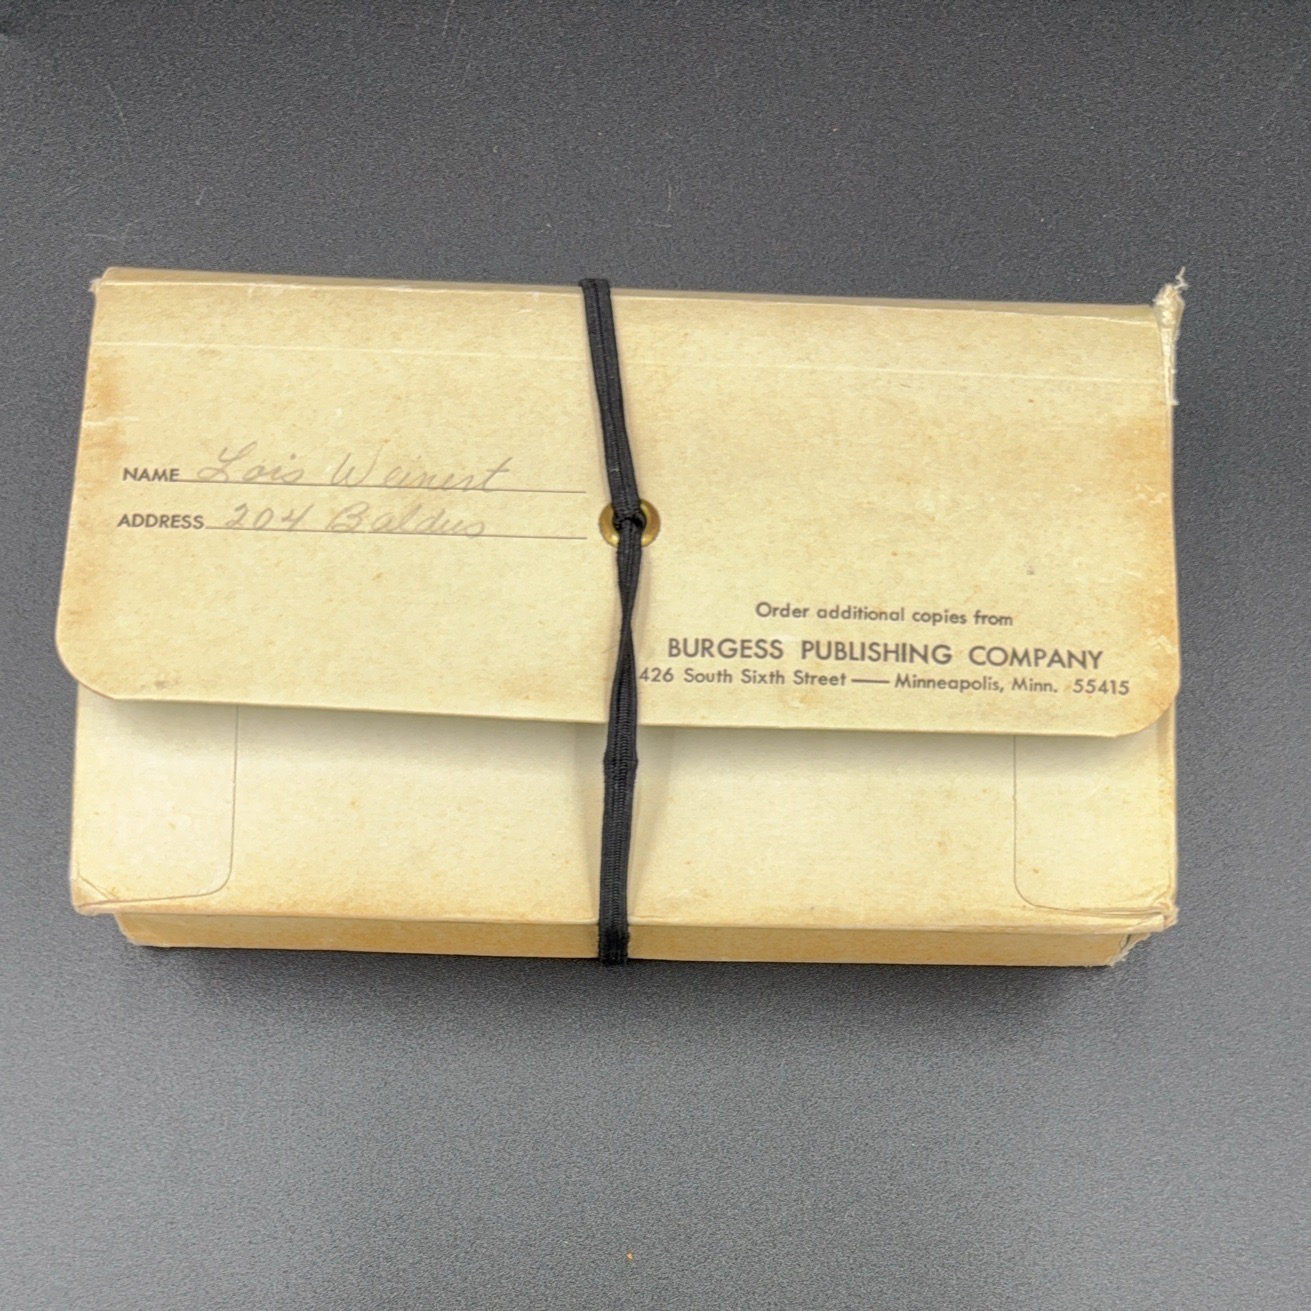 NAME Lois Weinert
ADDRESS 204 Baldus
Order additional copies from
BURGESS PUBLISHING COMPANY
426 South Sixth Street — Minneapolis, Minn. 55415